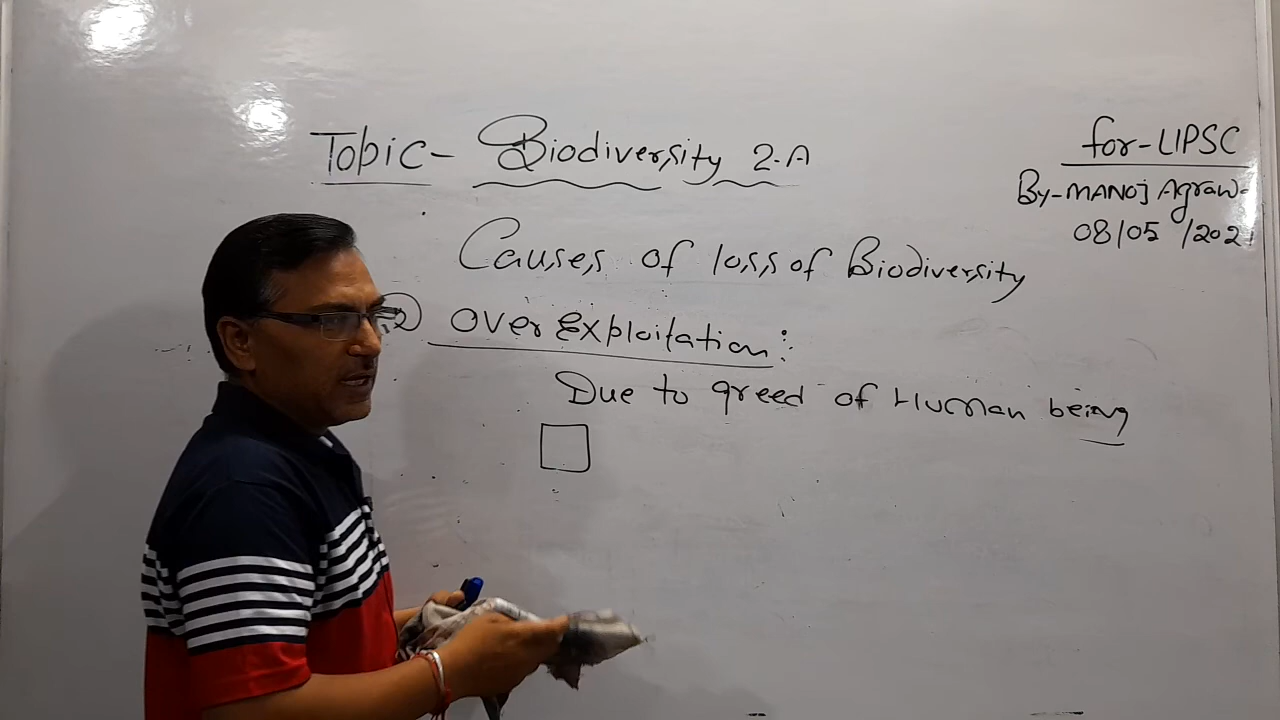 Topic- Biodiversity 2.A
for-UPSC
By-MANOJ Agraw
08/05/202
Causes of loss of Biodiversity
2 Over Exploitation:
Due to greed of Human being